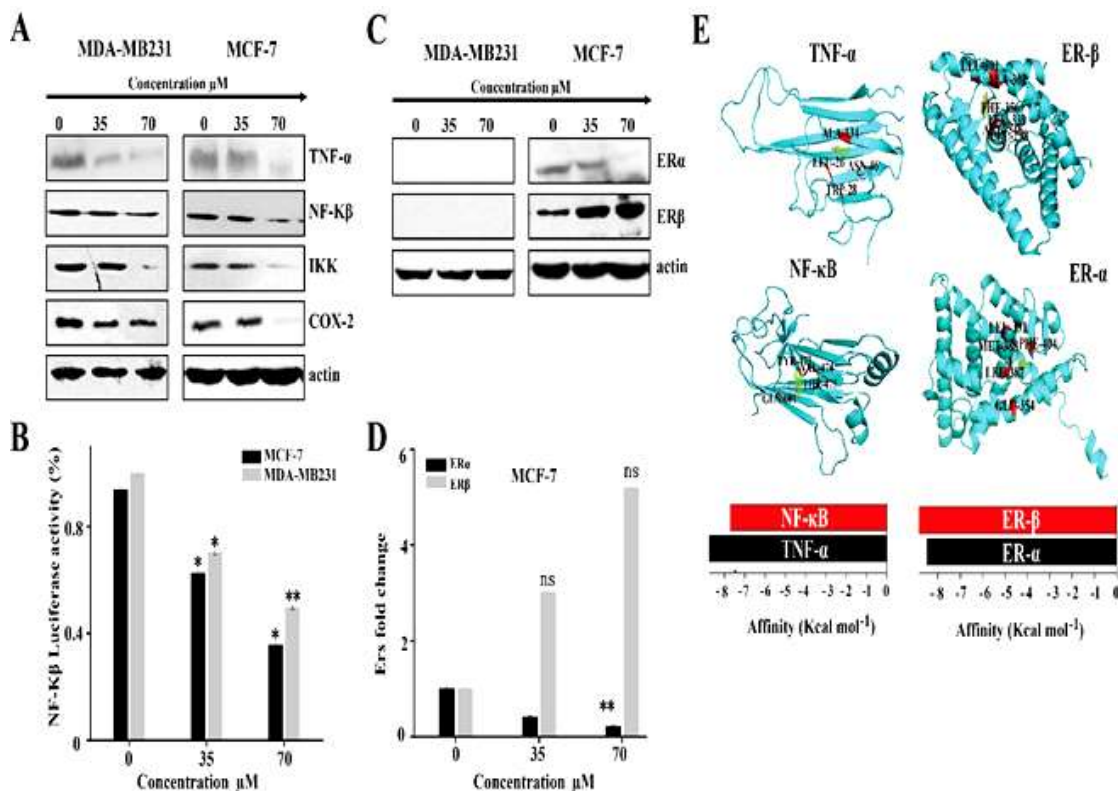 A
MDA-MB231 MCF-7
Concentration µM
0 35 70 0 35 70
TNF-α
NF-Kβ
IKK
COX-2
actin
B
NF-Kβ Luciferase activity (%)
MCF-7
MDA-MB231
0.8
0.4
0
* *
* **
0 35 70
Concentration µM
C
MDA-MB231 MCF-7
Concentration µM
0 35 70 0 35 70
ERα
ERβ
actin
D
Ers fold change
ERα
ERβ
MCF-7
6
4
2
0
ns
** ns
0 35 70
Concentration µM
E
TNF-α
ER-β
TRP-28
NF-κB
ER-α
GLU-354
NF-κB
TNF-α
-8 -7 -6 -5 -4 -3 -2 -1 0
Affinity (Kcal mol⁻¹)
ER-β
ER-α
-8 -7 -6 -5 -4 -3 -2 -1 0
Affinity (Kcal mol⁻¹)